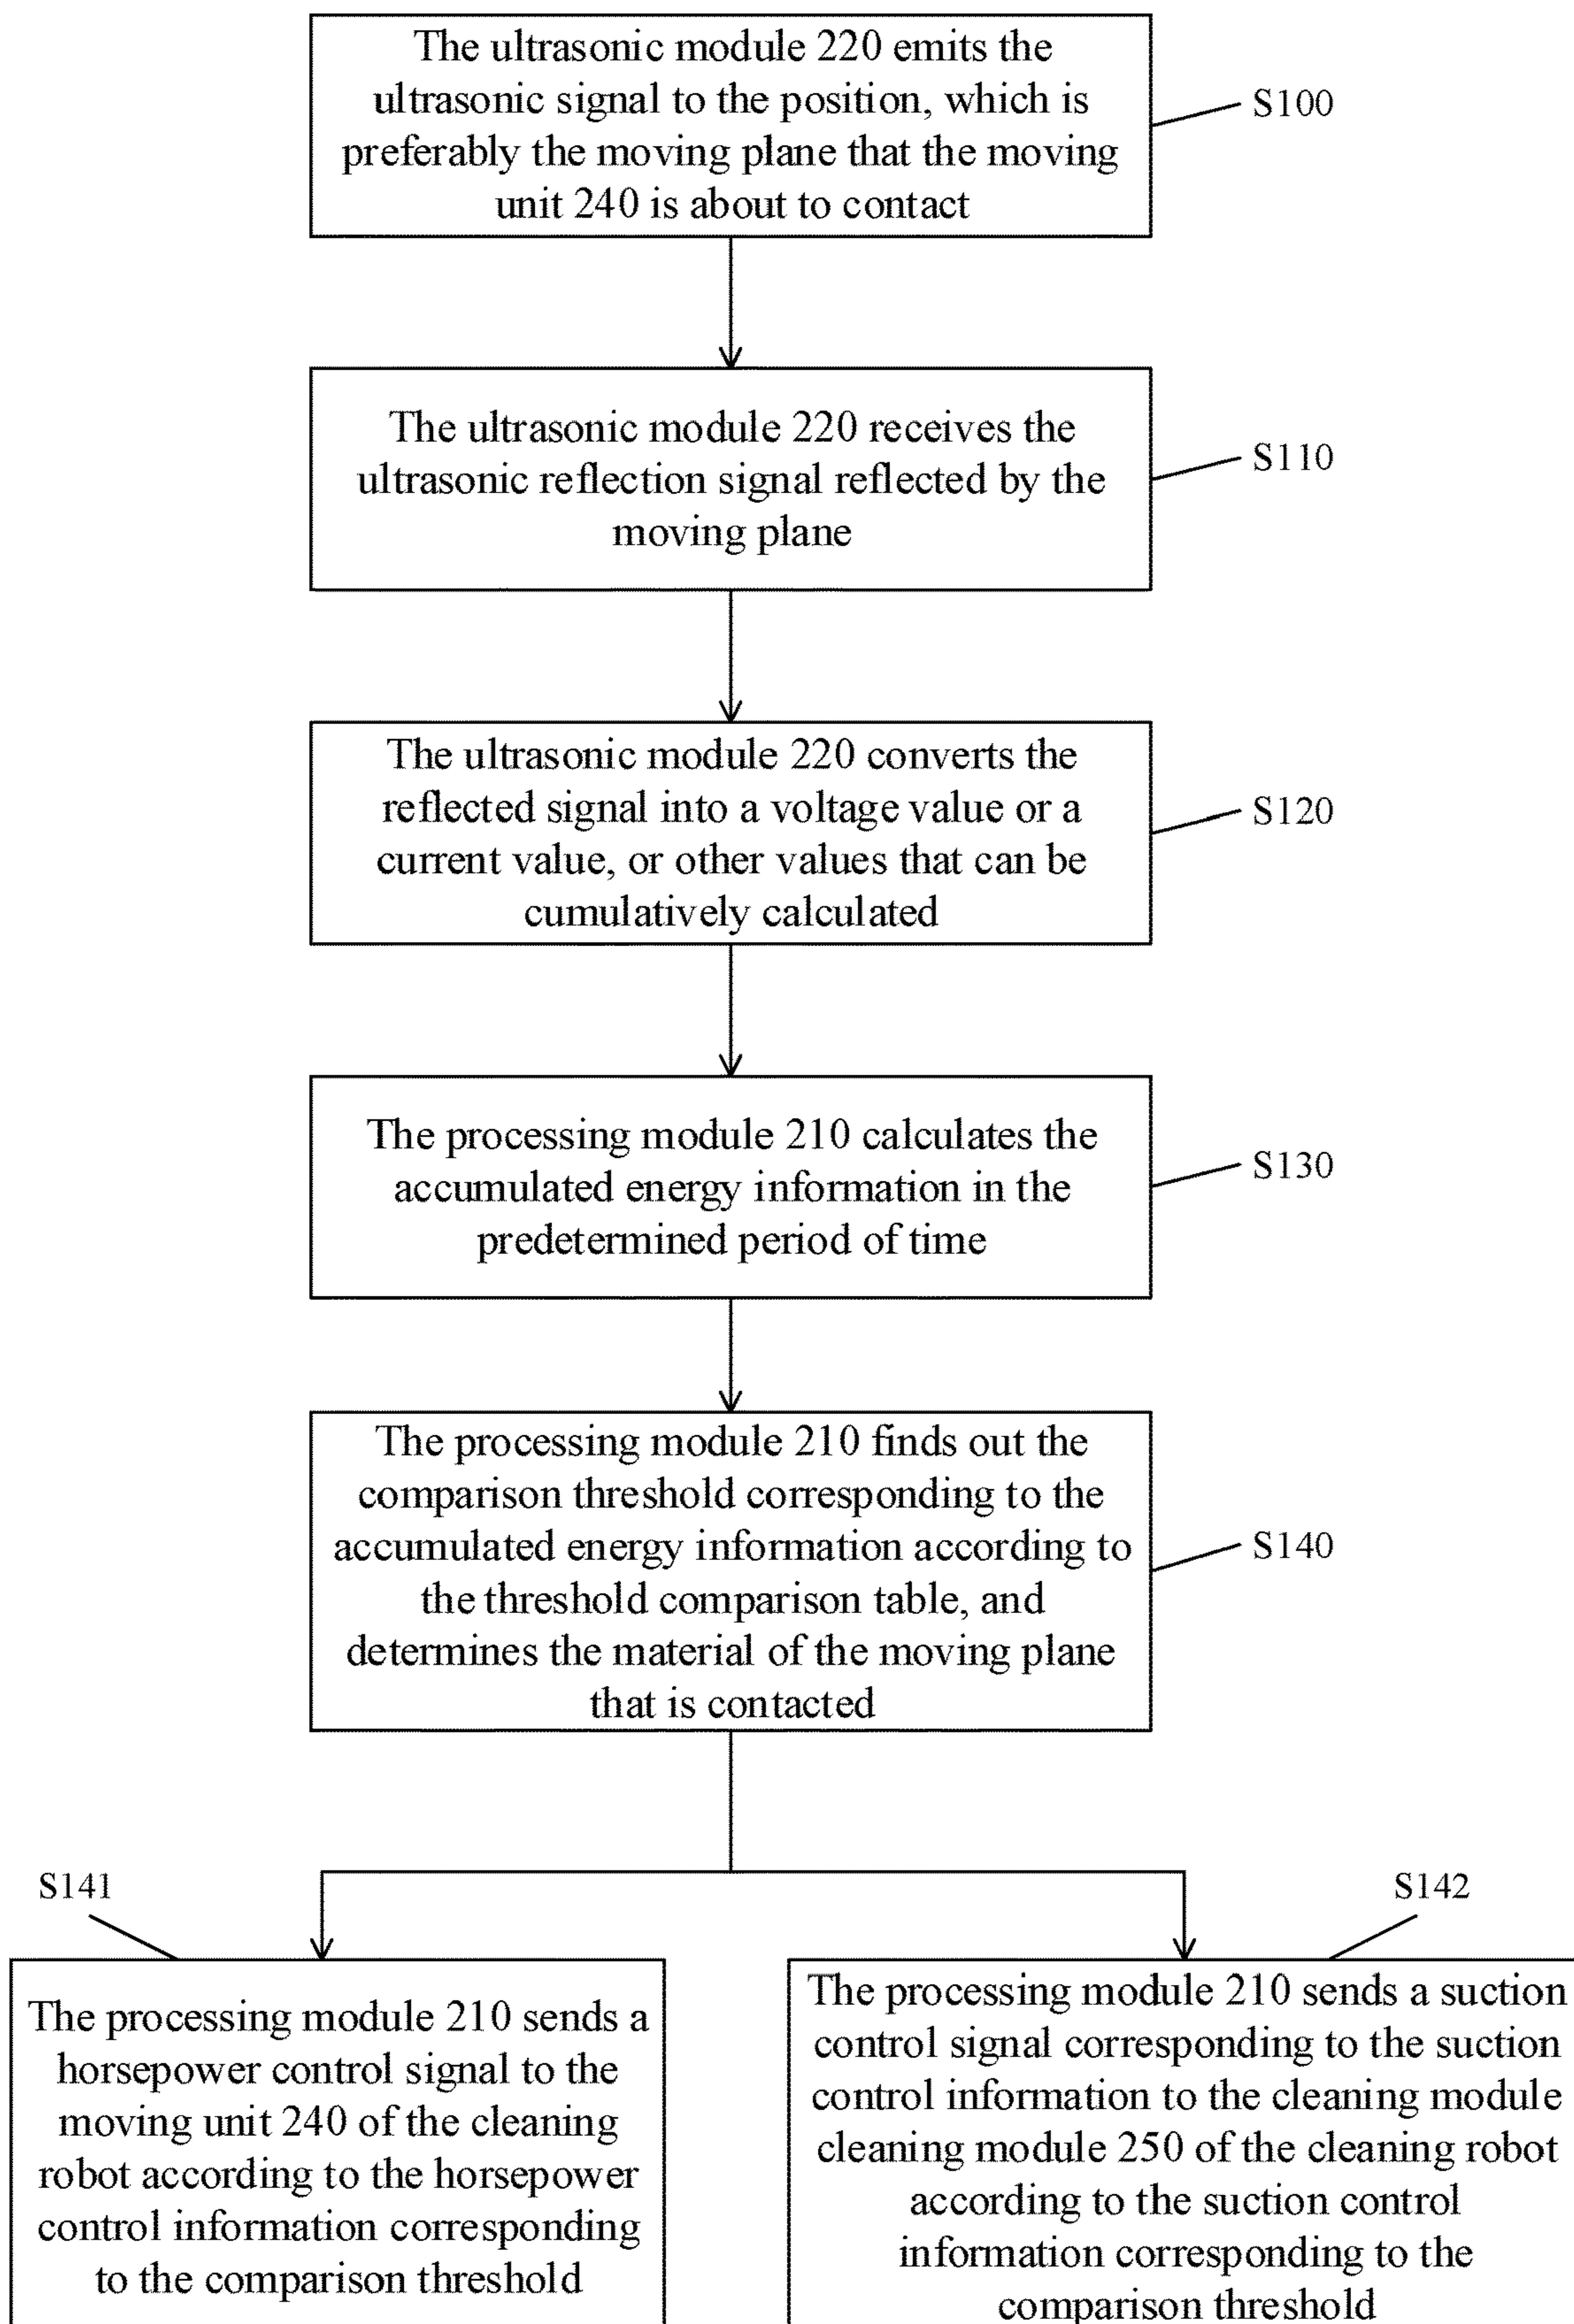 The ultrasonic module 220 emits the
ultrasonic signal to the position, which is
preferably the moving plane that the moving
unit 240 is about to contact
S100
The ultrasonic module 220 receives the
ultrasonic reflection signal reflected by the
moving plane
S110
The ultrasonic module 220 converts the
reflected signal into a voltage value or a
current value, or other values that can be
cumulatively calculated
S120
The processing module 210 calculates the
accumulated energy information in the
predetermined period of time
S130
The processing module 210 finds out the
comparison threshold corresponding to the
accumulated energy information according to
the threshold comparison table, and
determines the material of the moving plane
that is contacted
S140
S141
The processing module 210 sends a
horsepower control signal to the
moving unit 240 of the cleaning
robot according to the horsepower
control information corresponding
to the comparison threshold
S142
The processing module 210 sends a suction
control signal corresponding to the suction
control information to the cleaning module
cleaning module 250 of the cleaning robot
according to the suction control
information corresponding to the
comparison threshold